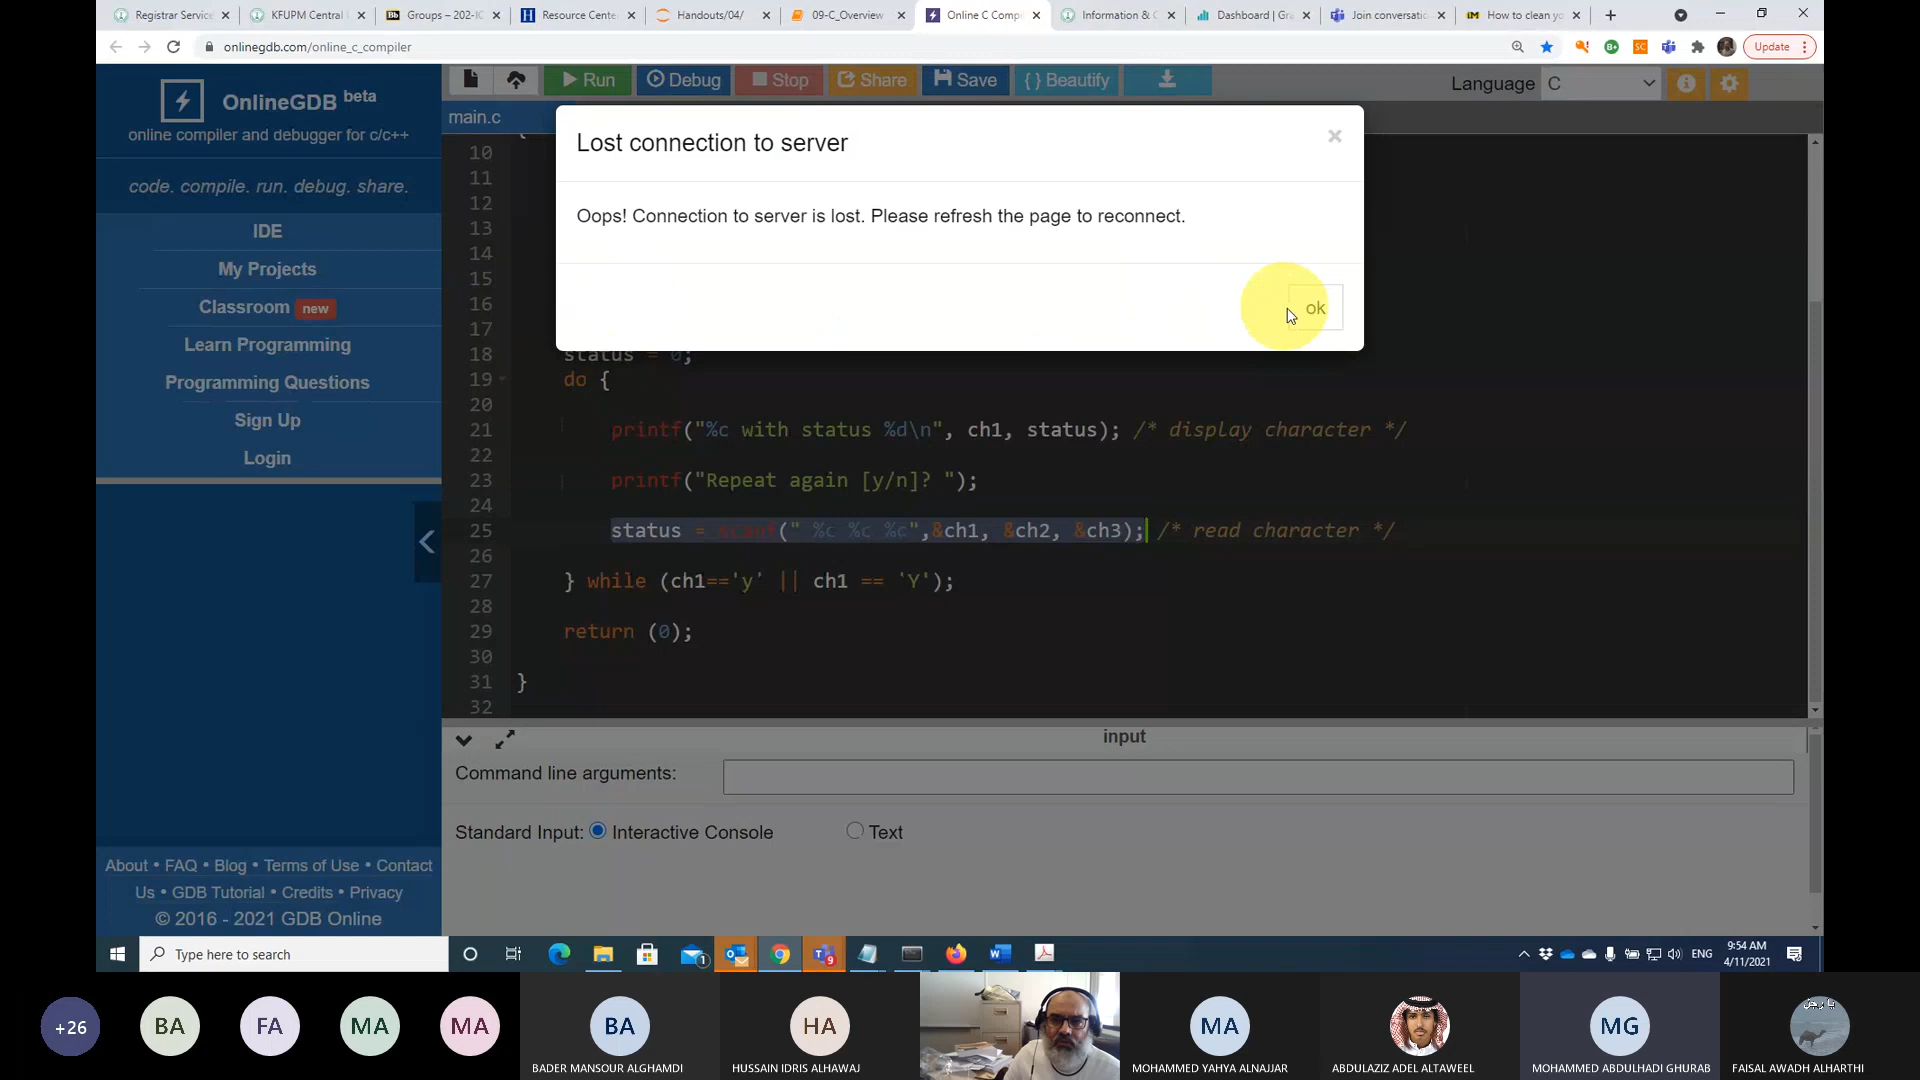 Registrar Service
KFUPM Central
Groups – 202-IC
Resource Cente
Handouts/04/
09-C_Overview
Online C Compi
Information & C
Dashboard | Gra
Join conversatio
How to clean yo
onlinegdb.com/online_c_compiler
Update
OnlineGDB beta
online compiler and debugger for c/c++
code. compile. run. debug. share.
IDE
My Projects
Classroom new
Learn Programming
Programming Questions
Sign Up
Login
About • FAQ • Blog • Terms of Use • Contact
Us • GDB Tutorial • Credits • Privacy
© 2016 - 2021 GDB Online
Run
Debug
Stop
Share
Save
{ } Beautify
Language C
main.c
Lost connection to server
×
Oops! Connection to server is lost. Please refresh the page to reconnect.
ok
10
11
12
13
14
15
16
17
18 status = 0;
19 do {
20
21 printf("%c with status %d\n", ch1, status); /* display character */
22
23 printf("Repeat again [y/n]? ");
24
25 status = scanf(" %c %c %c",&ch1, &ch2, &ch3); /* read character */
26
27 } while (ch1=='y' || ch1 == 'Y');
28
29 return (0);
30
31 }
32
input
Command line arguments:
Standard Input: Interactive Console Text
Type here to search
ENG
9:54 AM
4/11/2021
+26
BA
FA
MA
MA
BA
BADER MANSOUR ALGHAMDI
HA
HUSSAIN IDRIS ALHAWAJ
MA
MOHAMMED YAHYA ALNAJJAR
ABDULAZIZ ADEL ALTAWEEL
MG
MOHAMMED ABDULHADI GHURAB
FAISAL AWADH ALHARTHI